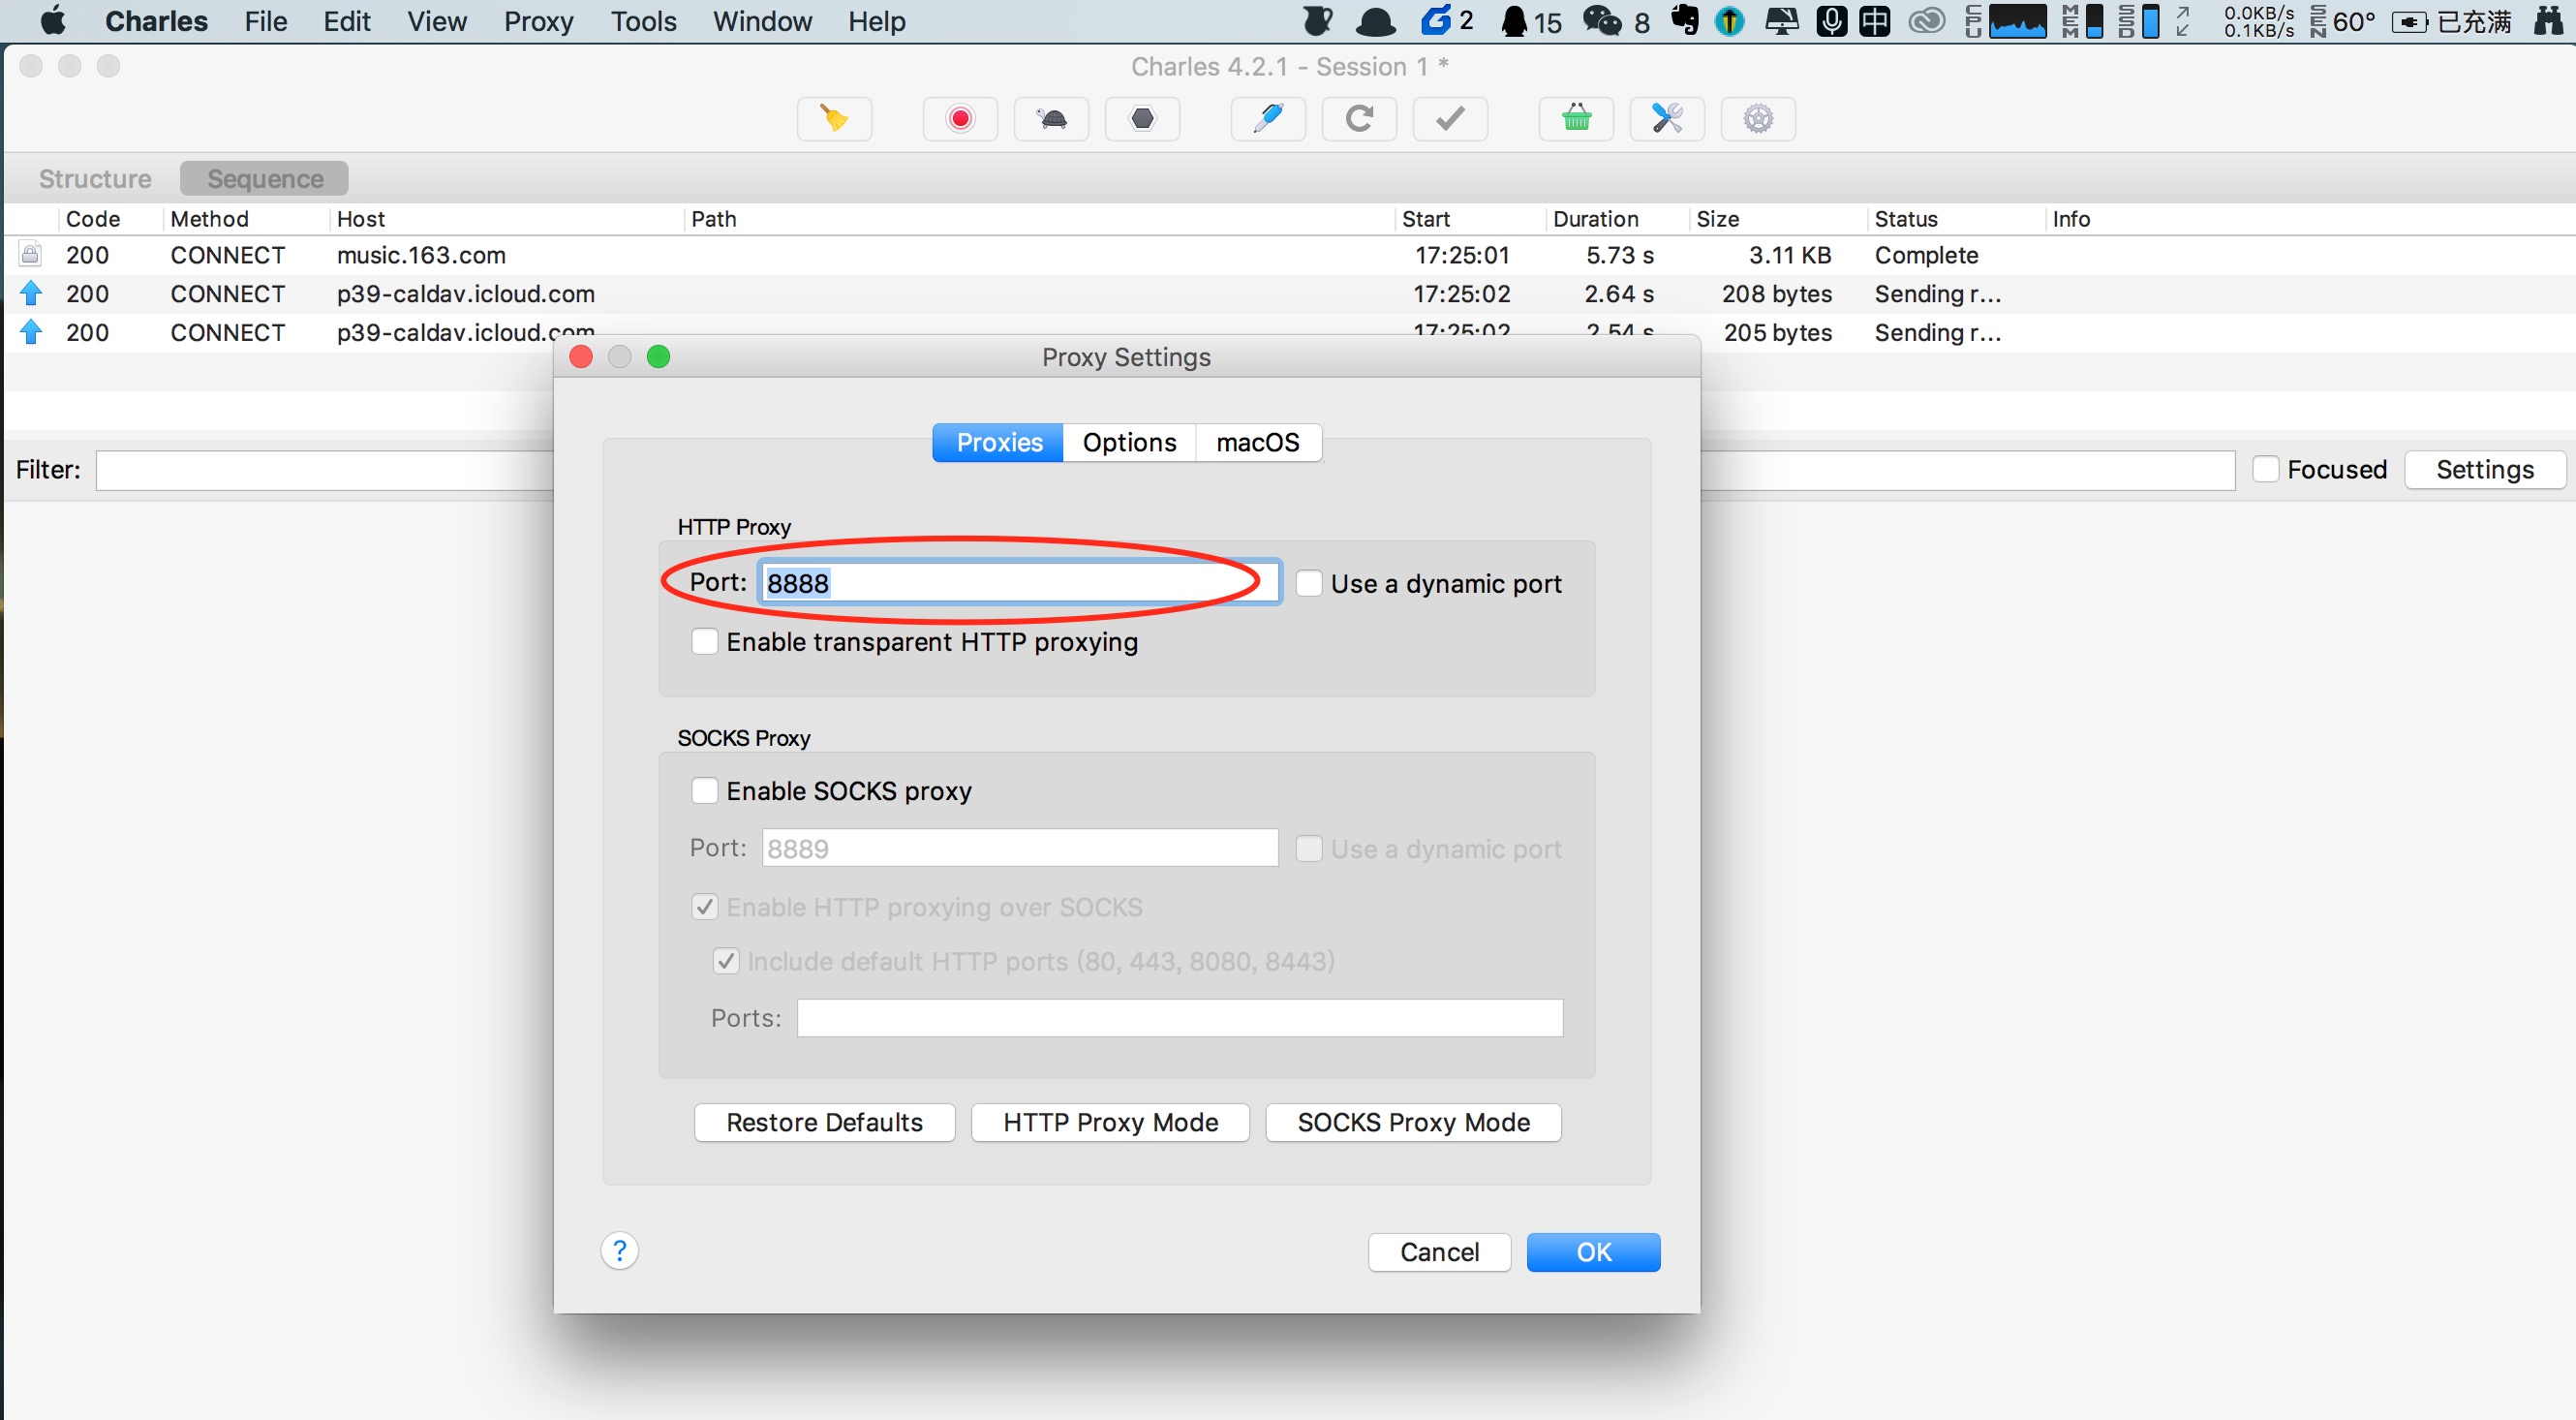 Charles File Edit View Proxy Tools Window Help 2 15 8 中 CPU MEM SSD 0.0KB/s 0.1KB/s SEN 60° 已充满
Charles 4.2.1 - Session 1 *
Structure Sequence
Code Method Host Path Start Duration Size Status Info
200 CONNECT music.163.com 17:25:01 5.73 s 3.11 KB Complete
200 CONNECT p39-caldav.icloud.com 17:25:02 2.64 s 208 bytes Sending r…
200 CONNECT p39-caldav.icloud.com 17:25:02 2.54 s 205 bytes Sending r…
Proxy Settings
Proxies Options macOS
Filter: Focused Settings
HTTP Proxy
Port: 8888 Use a dynamic port
Enable transparent HTTP proxying
SOCKS Proxy
Enable SOCKS proxy
Port: 8889 Use a dynamic port
Enable HTTP proxying over SOCKS
Include default HTTP ports (80, 443, 8080, 8443)
Ports:
Restore Defaults HTTP Proxy Mode SOCKS Proxy Mode
? Cancel OK